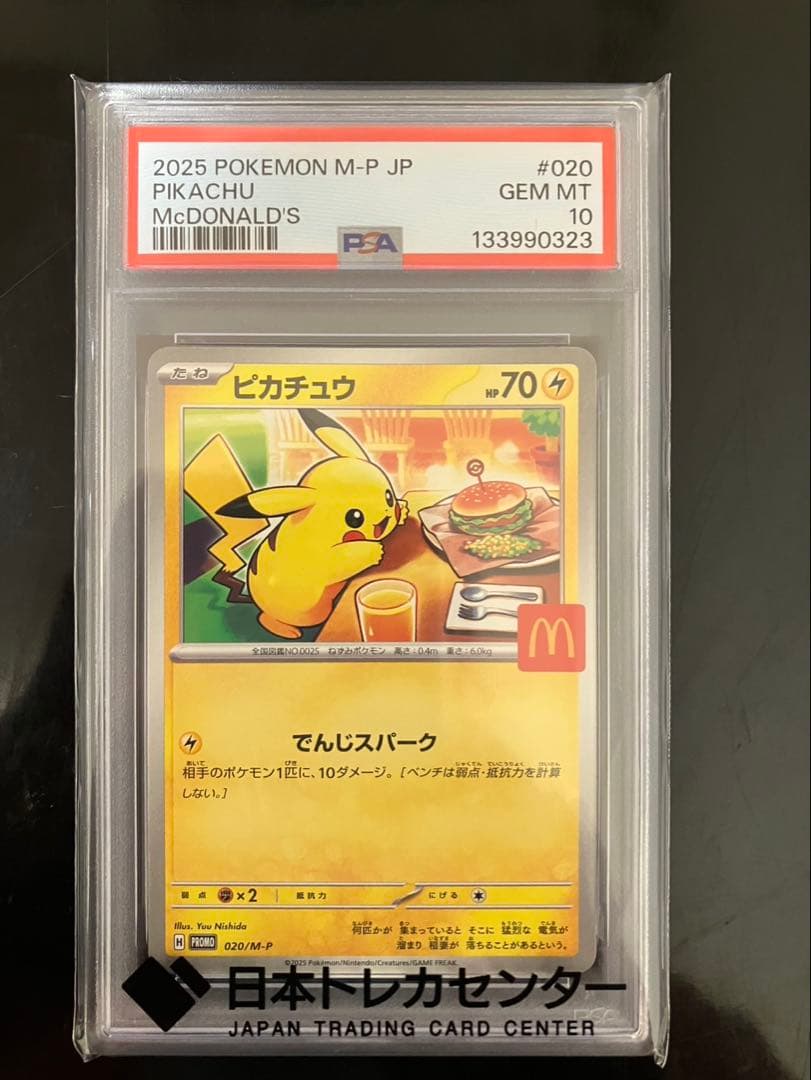 2025 POKEMON M-P JP #020
PIKACHU GEM MT
McDONALD'S 10
PSA 133990323
たね ピカチュウ HP 70
全国図鑑NO.0025 ねずみポケモン 高さ:0.4m 重さ:6.0kg
でんじスパーク
相手のポケモン1匹に、10ダメージ。[ベンチは弱点・抵抗力を計算
しない。]
弱点 ×2 抵抗力 にげる
Illus. Yuu Nishida
何匹かが 集まっていると そこに 猛烈な 電気が
溜まり 稲妻が 落ちることがあるという。
H PROMO 020/M-P
©2025 Pokémon/Nintendo/Creatures/GAME FREAK.
日本トレカセンター
JAPAN TRADING CARD CENTER